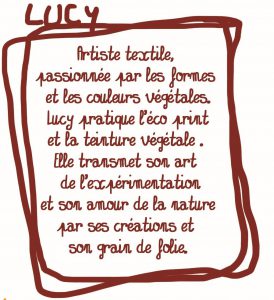 LUCY
Artiste textile,
passionnée par les formes
et les couleurs végétales.
Lucy pratique l'éco print
et la teinture végétale .
Elle transmet son art
de l'expérimentation
et son amour de la nature
par ses créations et
son grain de folie.